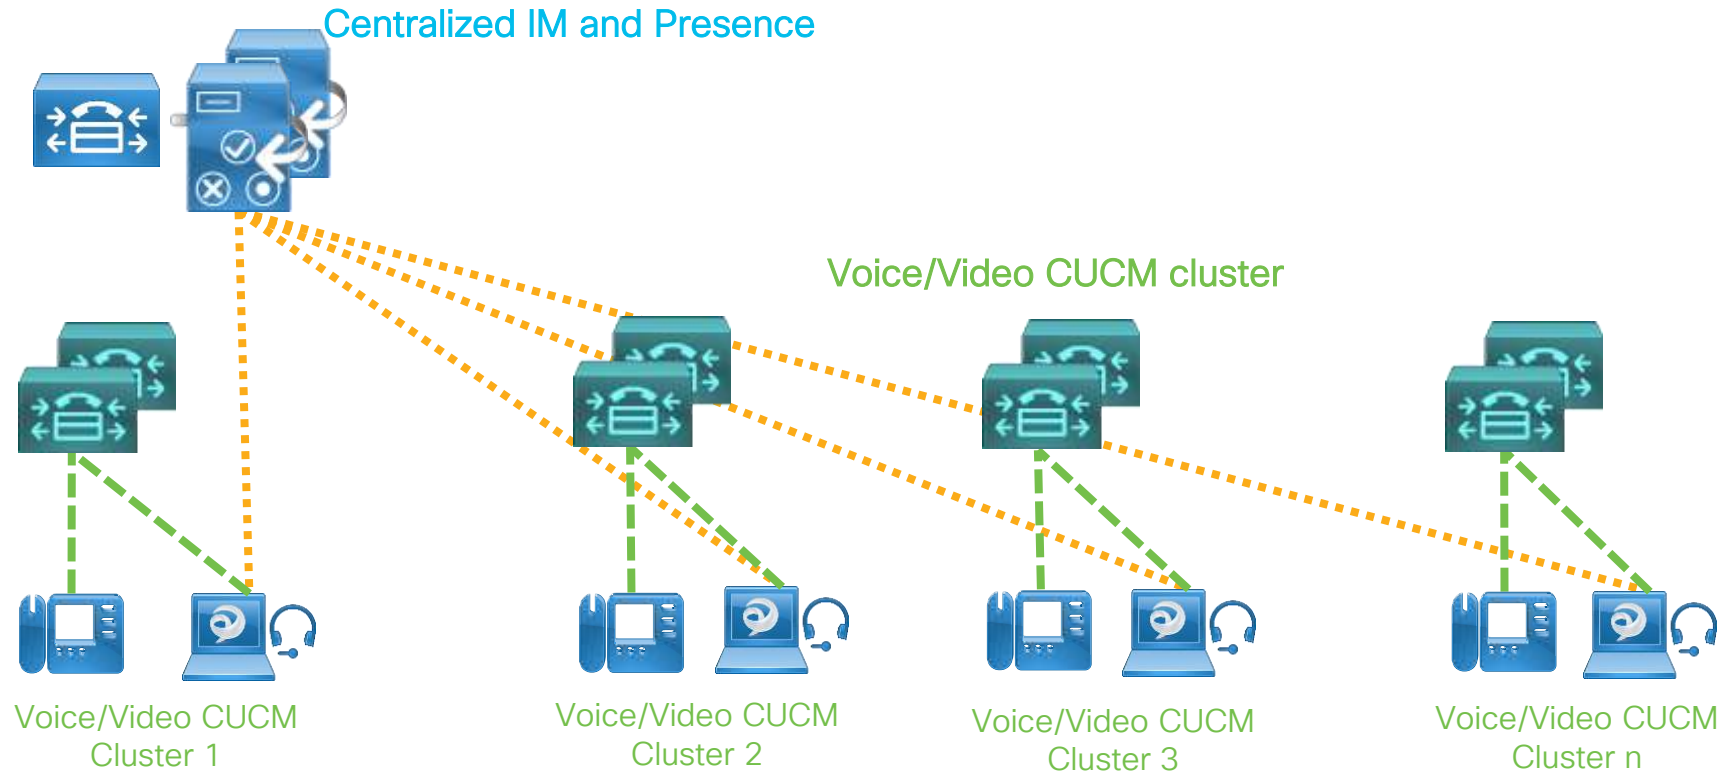 Centralized IM and Presence
Voice/Video CUCM cluster
Voice/Video CUCM
Cluster 1
Voice/Video CUCM
Cluster 2
Voice/Video CUCM
Cluster 3
Voice/Video CUCM
Cluster n